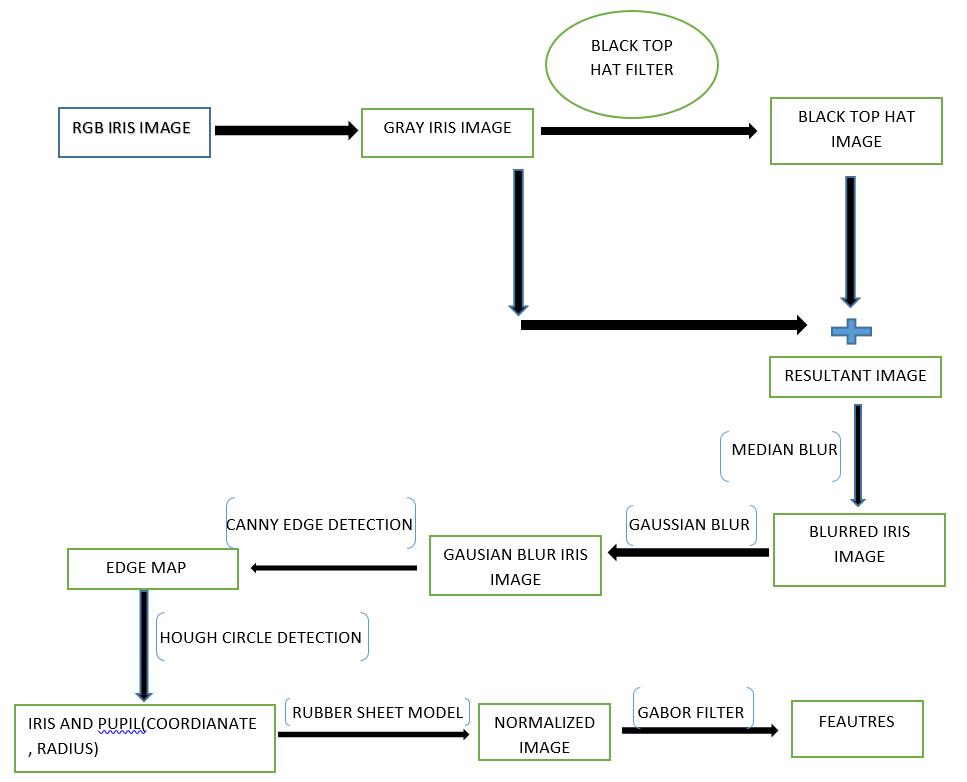 BLACK TOP
HAT FILTER
RGB IRIS IMAGE
GRAY IRIS IMAGE
BLACK TOP HAT
IMAGE
RESULTANT IMAGE
MEDIAN BLUR
BLURRED IRIS
IMAGE
GAUSSIAN BLUR
GAUSIAN BLUR IRIS
IMAGE
CANNY EDGE DETECTION
EDGE MAP
HOUGH CIRCLE DETECTION
IRIS AND PUPIL(COORDIANATE
, RADIUS)
RUBBER SHEET MODEL
NORMALIZED
IMAGE
GABOR FILTER
FEAUTRES